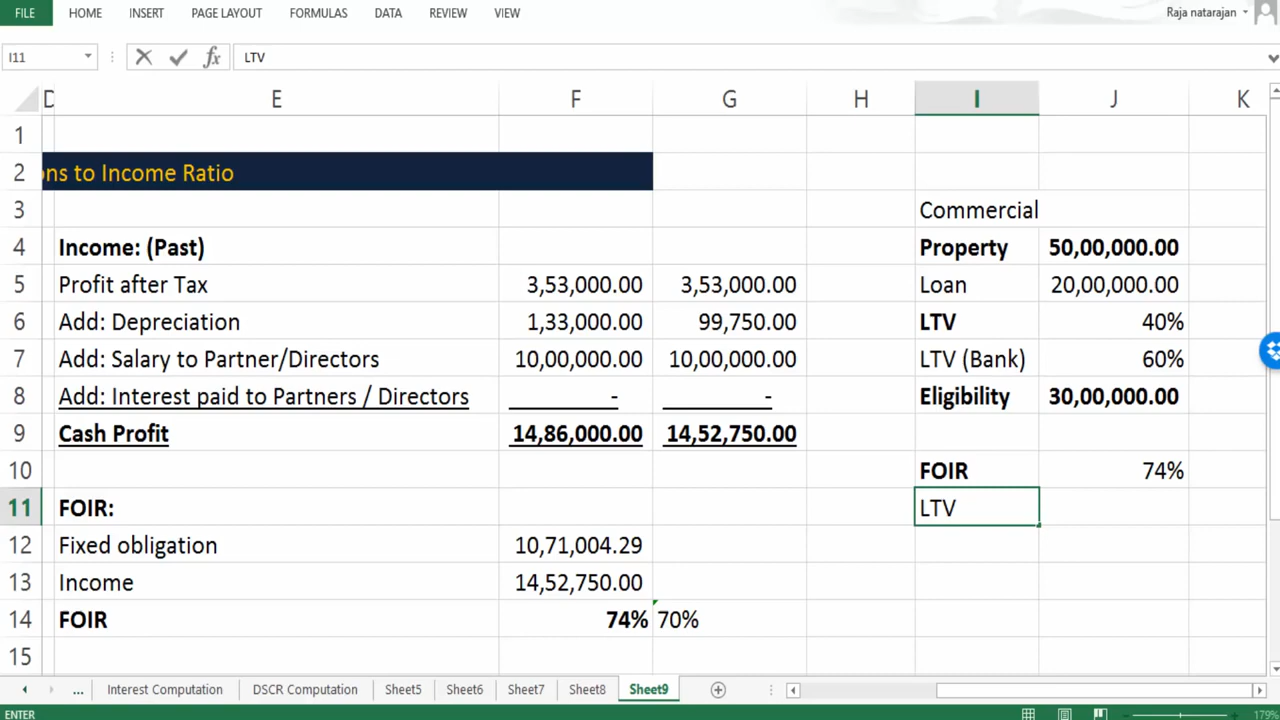 FILE HOME INSERT PAGE LAYOUT FORMULAS DATA REVIEW VIEW Raja natarajan
I11 fx LTV
D E F G H I J K
1
2 ons to Income Ratio
3 Commercial
4 Income: (Past) Property 50,00,000.00
5 Profit after Tax 3,53,000.00 3,53,000.00 Loan 20,00,000.00
6 Add: Depreciation 1,33,000.00 99,750.00 LTV 40%
7 Add: Salary to Partner/Directors 10,00,000.00 10,00,000.00 LTV (Bank) 60%
8 Add: Interest paid to Partners / Directors - - Eligibility 30,00,000.00
9 Cash Profit 14,86,000.00 14,52,750.00
10 FOIR 74%
11 FOIR: LTV
12 Fixed obligation 10,71,004.29
13 Income 14,52,750.00
14 FOIR 74% 70%
15
... Interest Computation DSCR Computation Sheet5 Sheet6 Sheet7 Sheet8 Sheet9
ENTER 179%